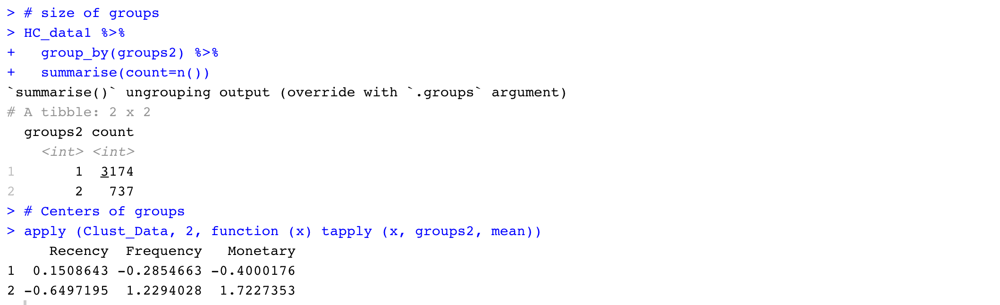 > # size of groups
> HC_data1 %>%
+   group_by(groups2) %>%
+   summarise(count=n())
`summarise()` ungrouping output (override with `.groups` argument)
# A tibble: 2 x 2
  groups2 count
    <int> <int>
1       1  3174
2       2   737
> # Centers of groups
> apply (Clust_Data, 2, function (x) tapply (x, groups2, mean))
     Recency  Frequency   Monetary
1  0.1508643 -0.2854663 -0.4000176
2 -0.6497195  1.2294028  1.7227353